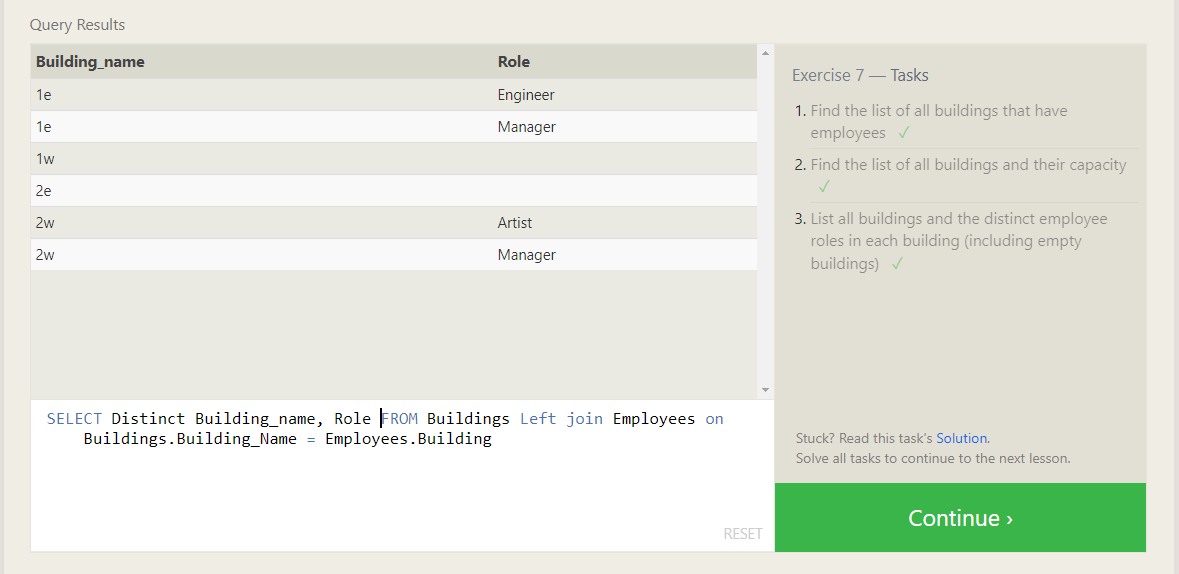 Query Results
Building_name Role
1e Engineer
1e Manager
1w
2e
2w Artist
2w Manager
SELECT Distinct Building_name, Role FROM Buildings Left join Employees on
Buildings.Building_Name = Employees.Building
RESET
Exercise 7 — Tasks
1. Find the list of all buildings that have
employees ✓
2. Find the list of all buildings and their capacity
✓
3. List all buildings and the distinct employee
roles in each building (including empty
buildings) ✓
Stuck? Read this task's Solution.
Solve all tasks to continue to the next lesson.
Continue ›